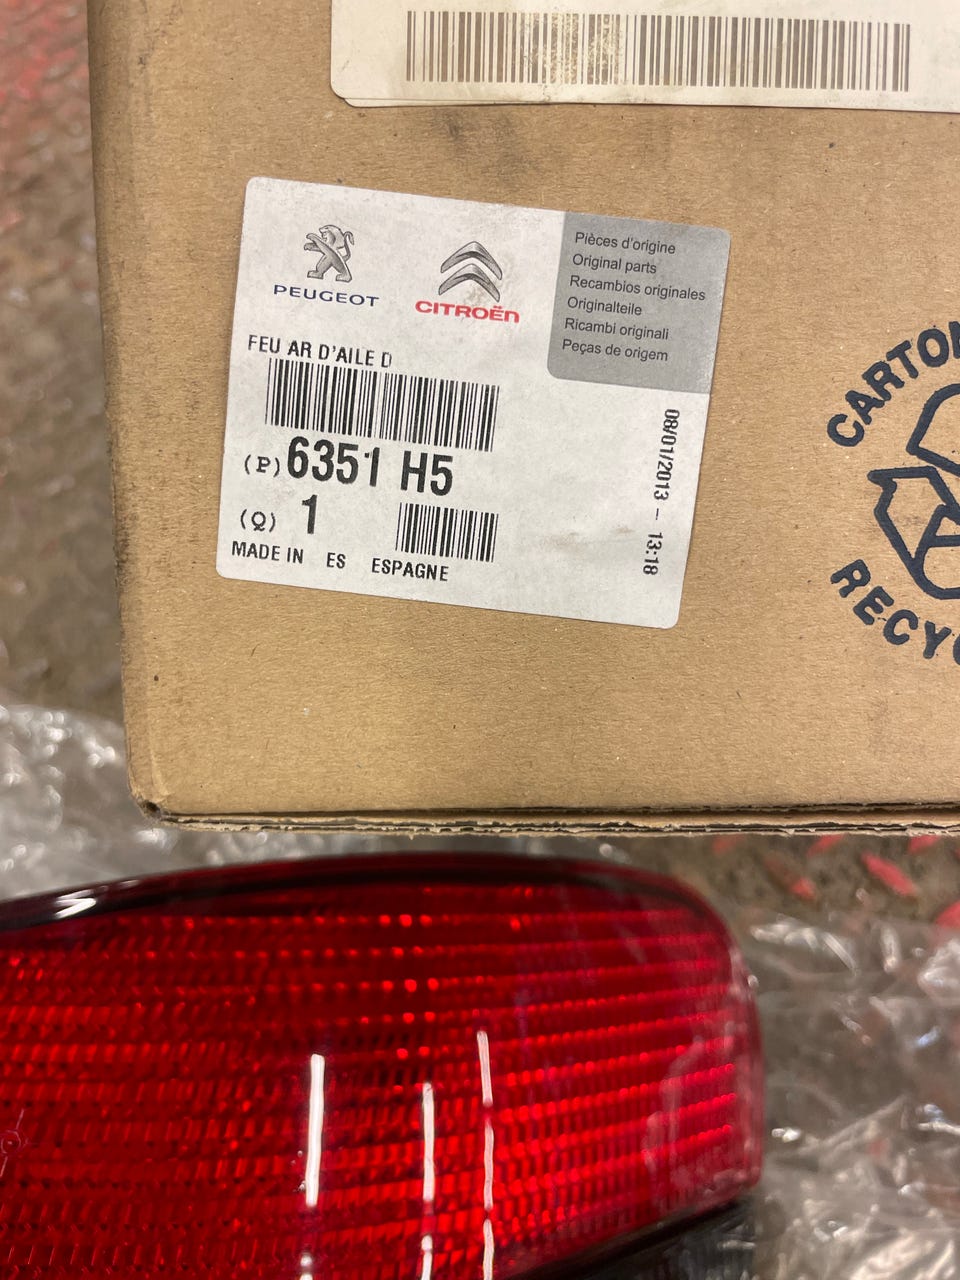 PEUGEOT
CITROËN
Pièces d'origine
Original parts
Recambios originales
Originalteile
Ricambi originali
Peças de origem
FEU AR D'AILE D
(P) 6351 H5
(Q) 1
MADE IN ES ESPAGNE
08/01/2013 - 13:18
CARTON